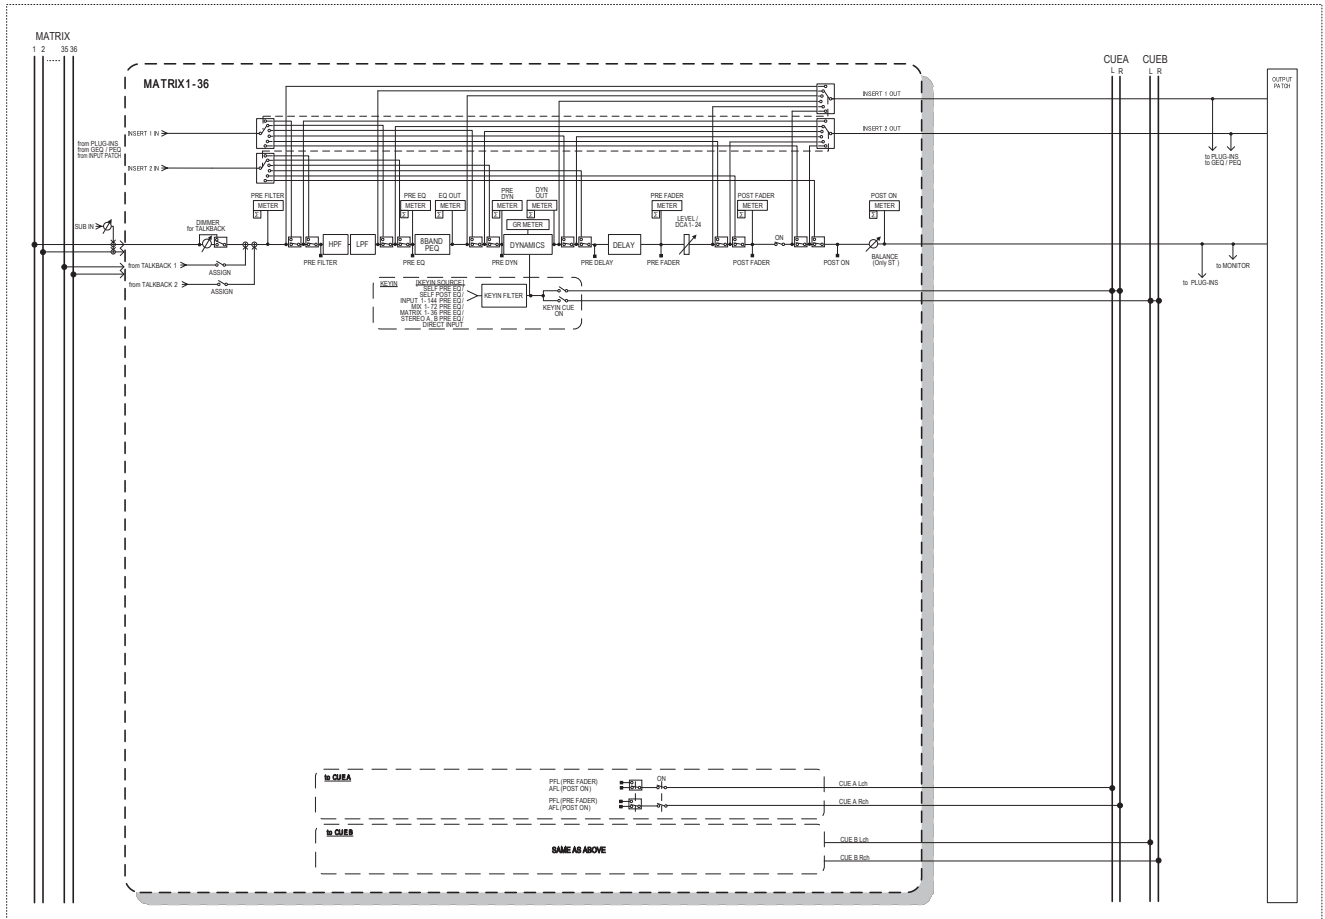 MATRIX
1 2 35 36
CUEA CUEB
L R L R
OUTPUT
PATCH
MATRIX1-36
INSERT 1 OUT
INSERT 2 OUT
INSERT 1 IN
from PLUG-INS
from GEQ / PEQ
from INPUT PATCH
INSERT 2 IN
to PLUG-INS
to GEQ / PEQ
PRE FILTER
METER
Σ
PRE EQ
METER
Σ
EQ OUT
METER
Σ
PRE
DYN
METER
Σ
DYN
OUT
METER
Σ
GR METER
PRE FADER
METER
Σ
POST FADER
METER
Σ
POST ON
METER
Σ
SUB IN
DIMMER
for TALKBACK
HPF
LPF
8BAND
PEQ
DYNAMICS
DELAY
LEVEL /
DCA 1- 24
ON
BALANCE
(Only ST )
PRE FILTER
PRE EQ
PRE DYN
PRE DELAY
PRE FADER
POST FADER
POST ON
from TALKBACK 1
ASSIGN
from TALKBACK 2
ASSIGN
to MONITOR
to PLUG-INS
KEYIN
[KEYIN SOURCE]
SELF PRE EQ /
SELF POST EQ /
INPUT 1- 144 PRE EQ /
MIX 1- 72 PRE EQ /
MATRIX 1- 36 PRE EQ /
STEREO A, B PRE EQ /
DIRECT INPUT
KEYIN FILTER
KEYIN CUE
ON
to CUE A
PFL (PRE FADER)
AFL (POST ON)
ON
CUE A Lch
PFL (PRE FADER)
AFL (POST ON)
CUE A Rch
to CUE B
SAME AS ABOVE
CUE B Lch
CUE B Rch